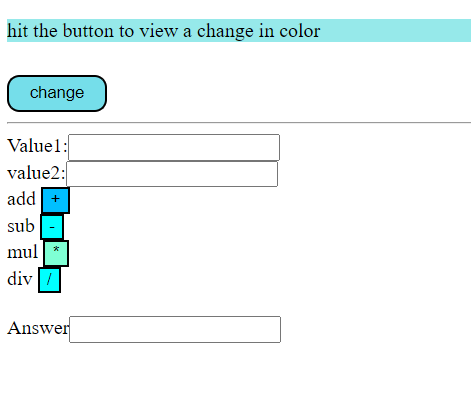 hit the button to view a change in color
change
Value1:
value2:
add +
sub -
mul *
div /
Answer